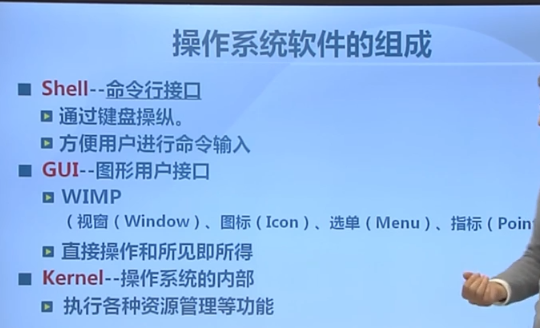 操作系统软件的组成
Shell--命令行接口
通过键盘操纵。
方便用户进行命令输入
GUI--图形用户接口
WIMP
(视窗(Window)、图标(Icon)、选单(Menu)、指标(Poin
直接操作和所见即所得
Kernel--操作系统的内部
执行各种资源管理等功能